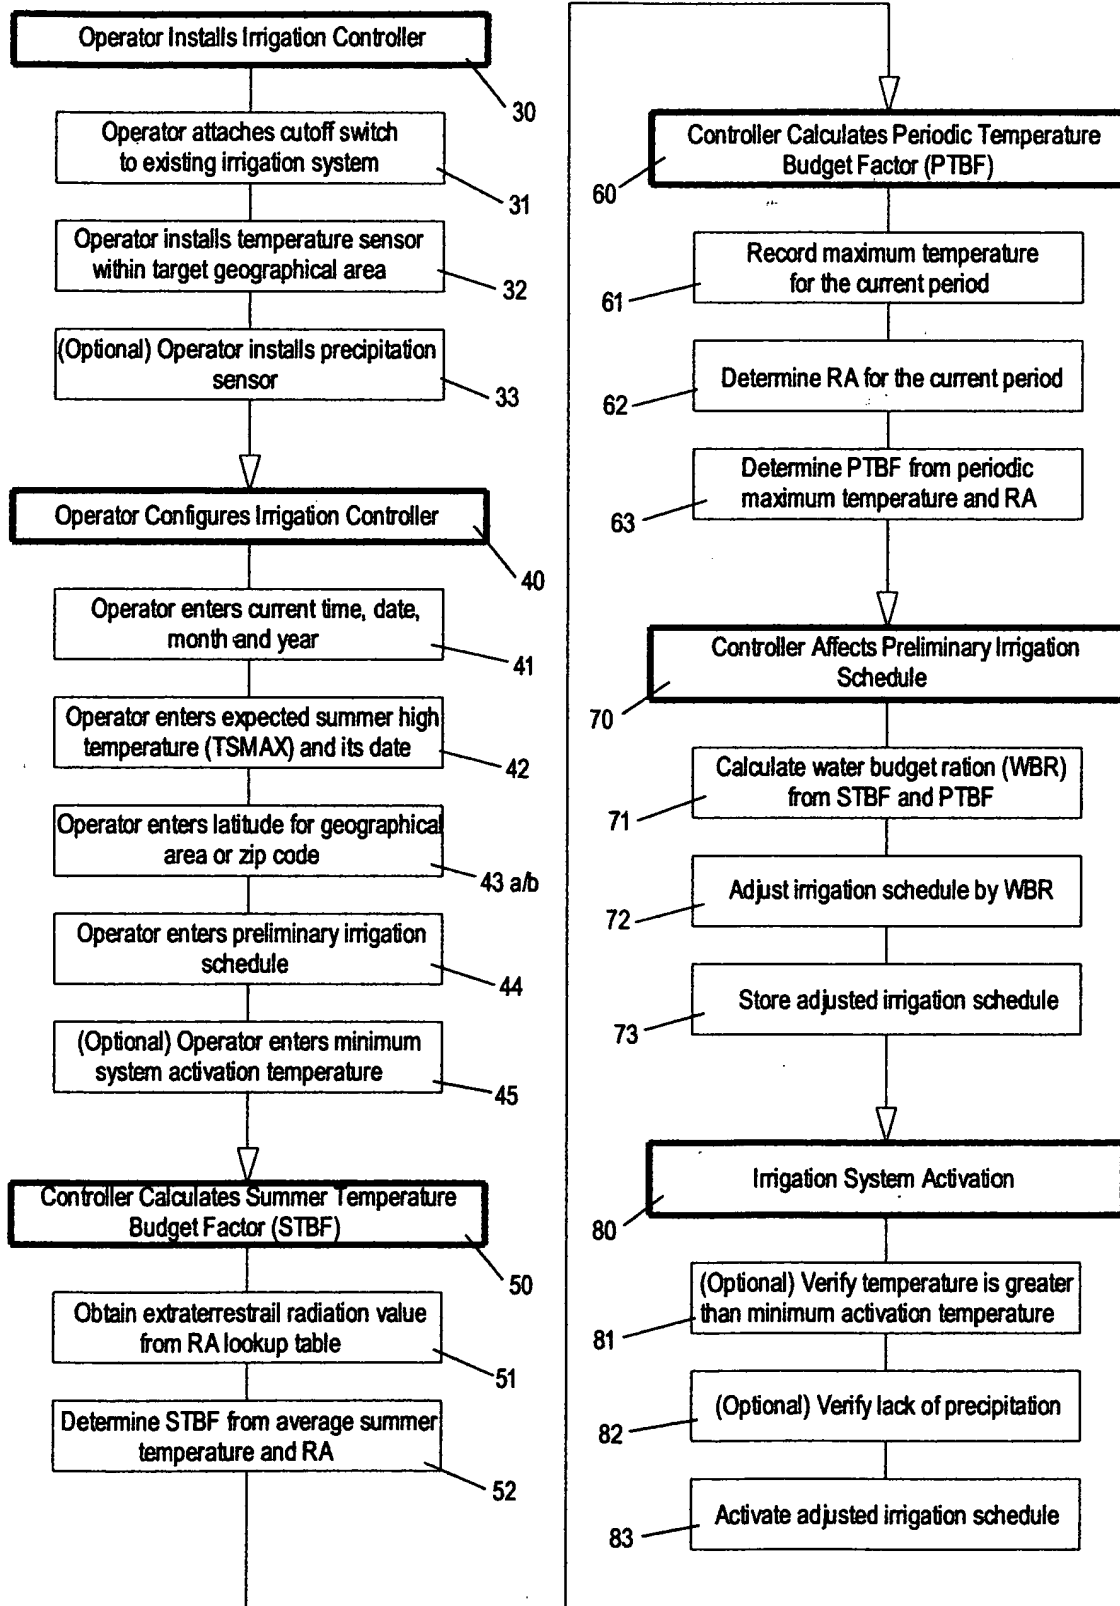 Operator Installs Irrigation Controller
30
Operator attaches cutoff switch
to existing irrigation system
31
Operator installs temperature sensor
within target geographical area
32
(Optional) Operator installs precipitation
sensor
33
Operator Configures Irrigation Controller
40
Operator enters current time, date,
month and year
41
Operator enters expected summer high
temperature (TSMAX) and its date
42
Operator enters latitude for geographical
area or zip code
43 a/b
Operator enters preliminary irrigation
schedule
44
(Optional) Operator enters minimum
system activation temperature
45
Controller Calculates Summer Temperature
Budget Factor (STBF)
50
Obtain extraterrestrail radiation value
from RA lookup table
51
Determine STBF from average summer
temperature and RA
52
Controller Calculates Periodic Temperature
Budget Factor (PTBF)
60
Record maximum temperature
for the current period
61
Determine RA for the current period
62
Determine PTBF from periodic
maximum temperature and RA
63
Controller Affects Preliminary Irrigation
Schedule
70
Calculate water budget ration (WBR)
from STBF and PTBF
71
Adjust irrigation schedule by WBR
72
Store adjusted irrigation schedule
73
Irrigation System Activation
80
(Optional) Verify temperature is greater
than minimum activation temperature
81
(Optional) Verify lack of precipitation
82
Activate adjusted irrigation schedule
83